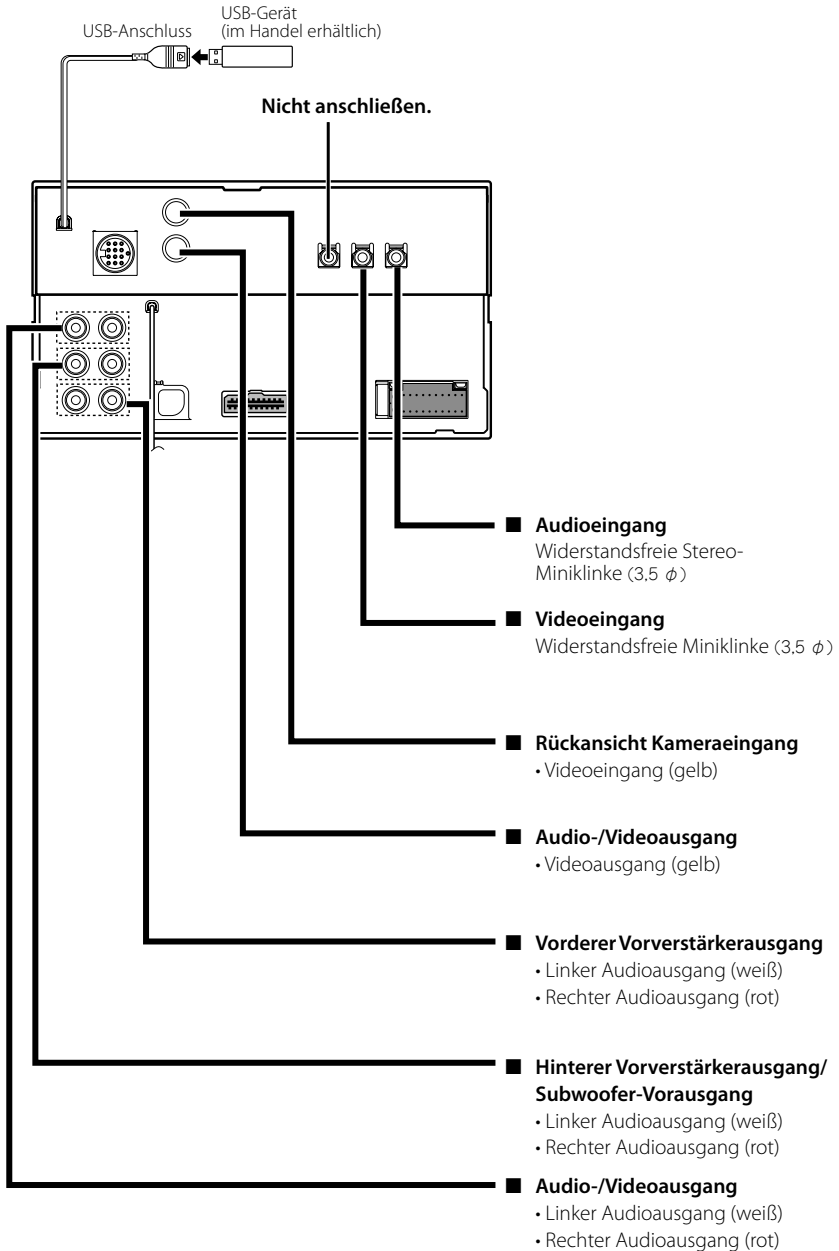 USB-Gerät
(im Handel erhältlich)
USB-Anschluss
Nicht anschließen.
■ Audioeingang
Widerstandsfreie Stereo-
Miniklinke (3,5 φ)
■ Videoeingang
Widerstandsfreie Miniklinke (3,5 φ)
■ Rückansicht Kameraeingang
• Videoeingang (gelb)
■ Audio-/Videoausgang
• Videoausgang (gelb)
■ Vorderer Vorverstärkerausgang
• Linker Audioausgang (weiß)
• Rechter Audioausgang (rot)
■ Hinterer Vorverstärkerausgang/
Subwoofer-Vorausgang
• Linker Audioausgang (weiß)
• Rechter Audioausgang (rot)
■ Audio-/Videoausgang
• Linker Audioausgang (weiß)
• Rechter Audioausgang (rot)